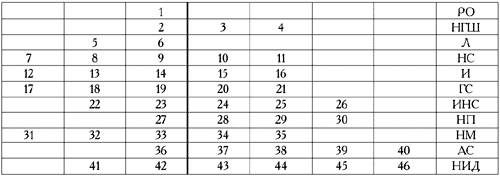 1 РО
2 3 4 НГШ
5 6 Л
7 8 9 10 11 НС
12 13 14 15 16 И
17 18 19 20 21 ГС
22 23 24 25 26 ИНС
27 28 29 30 НП
31 32 33 34 35 НМ
36 37 38 39 40 АС
41 42 43 44 45 46 НИД